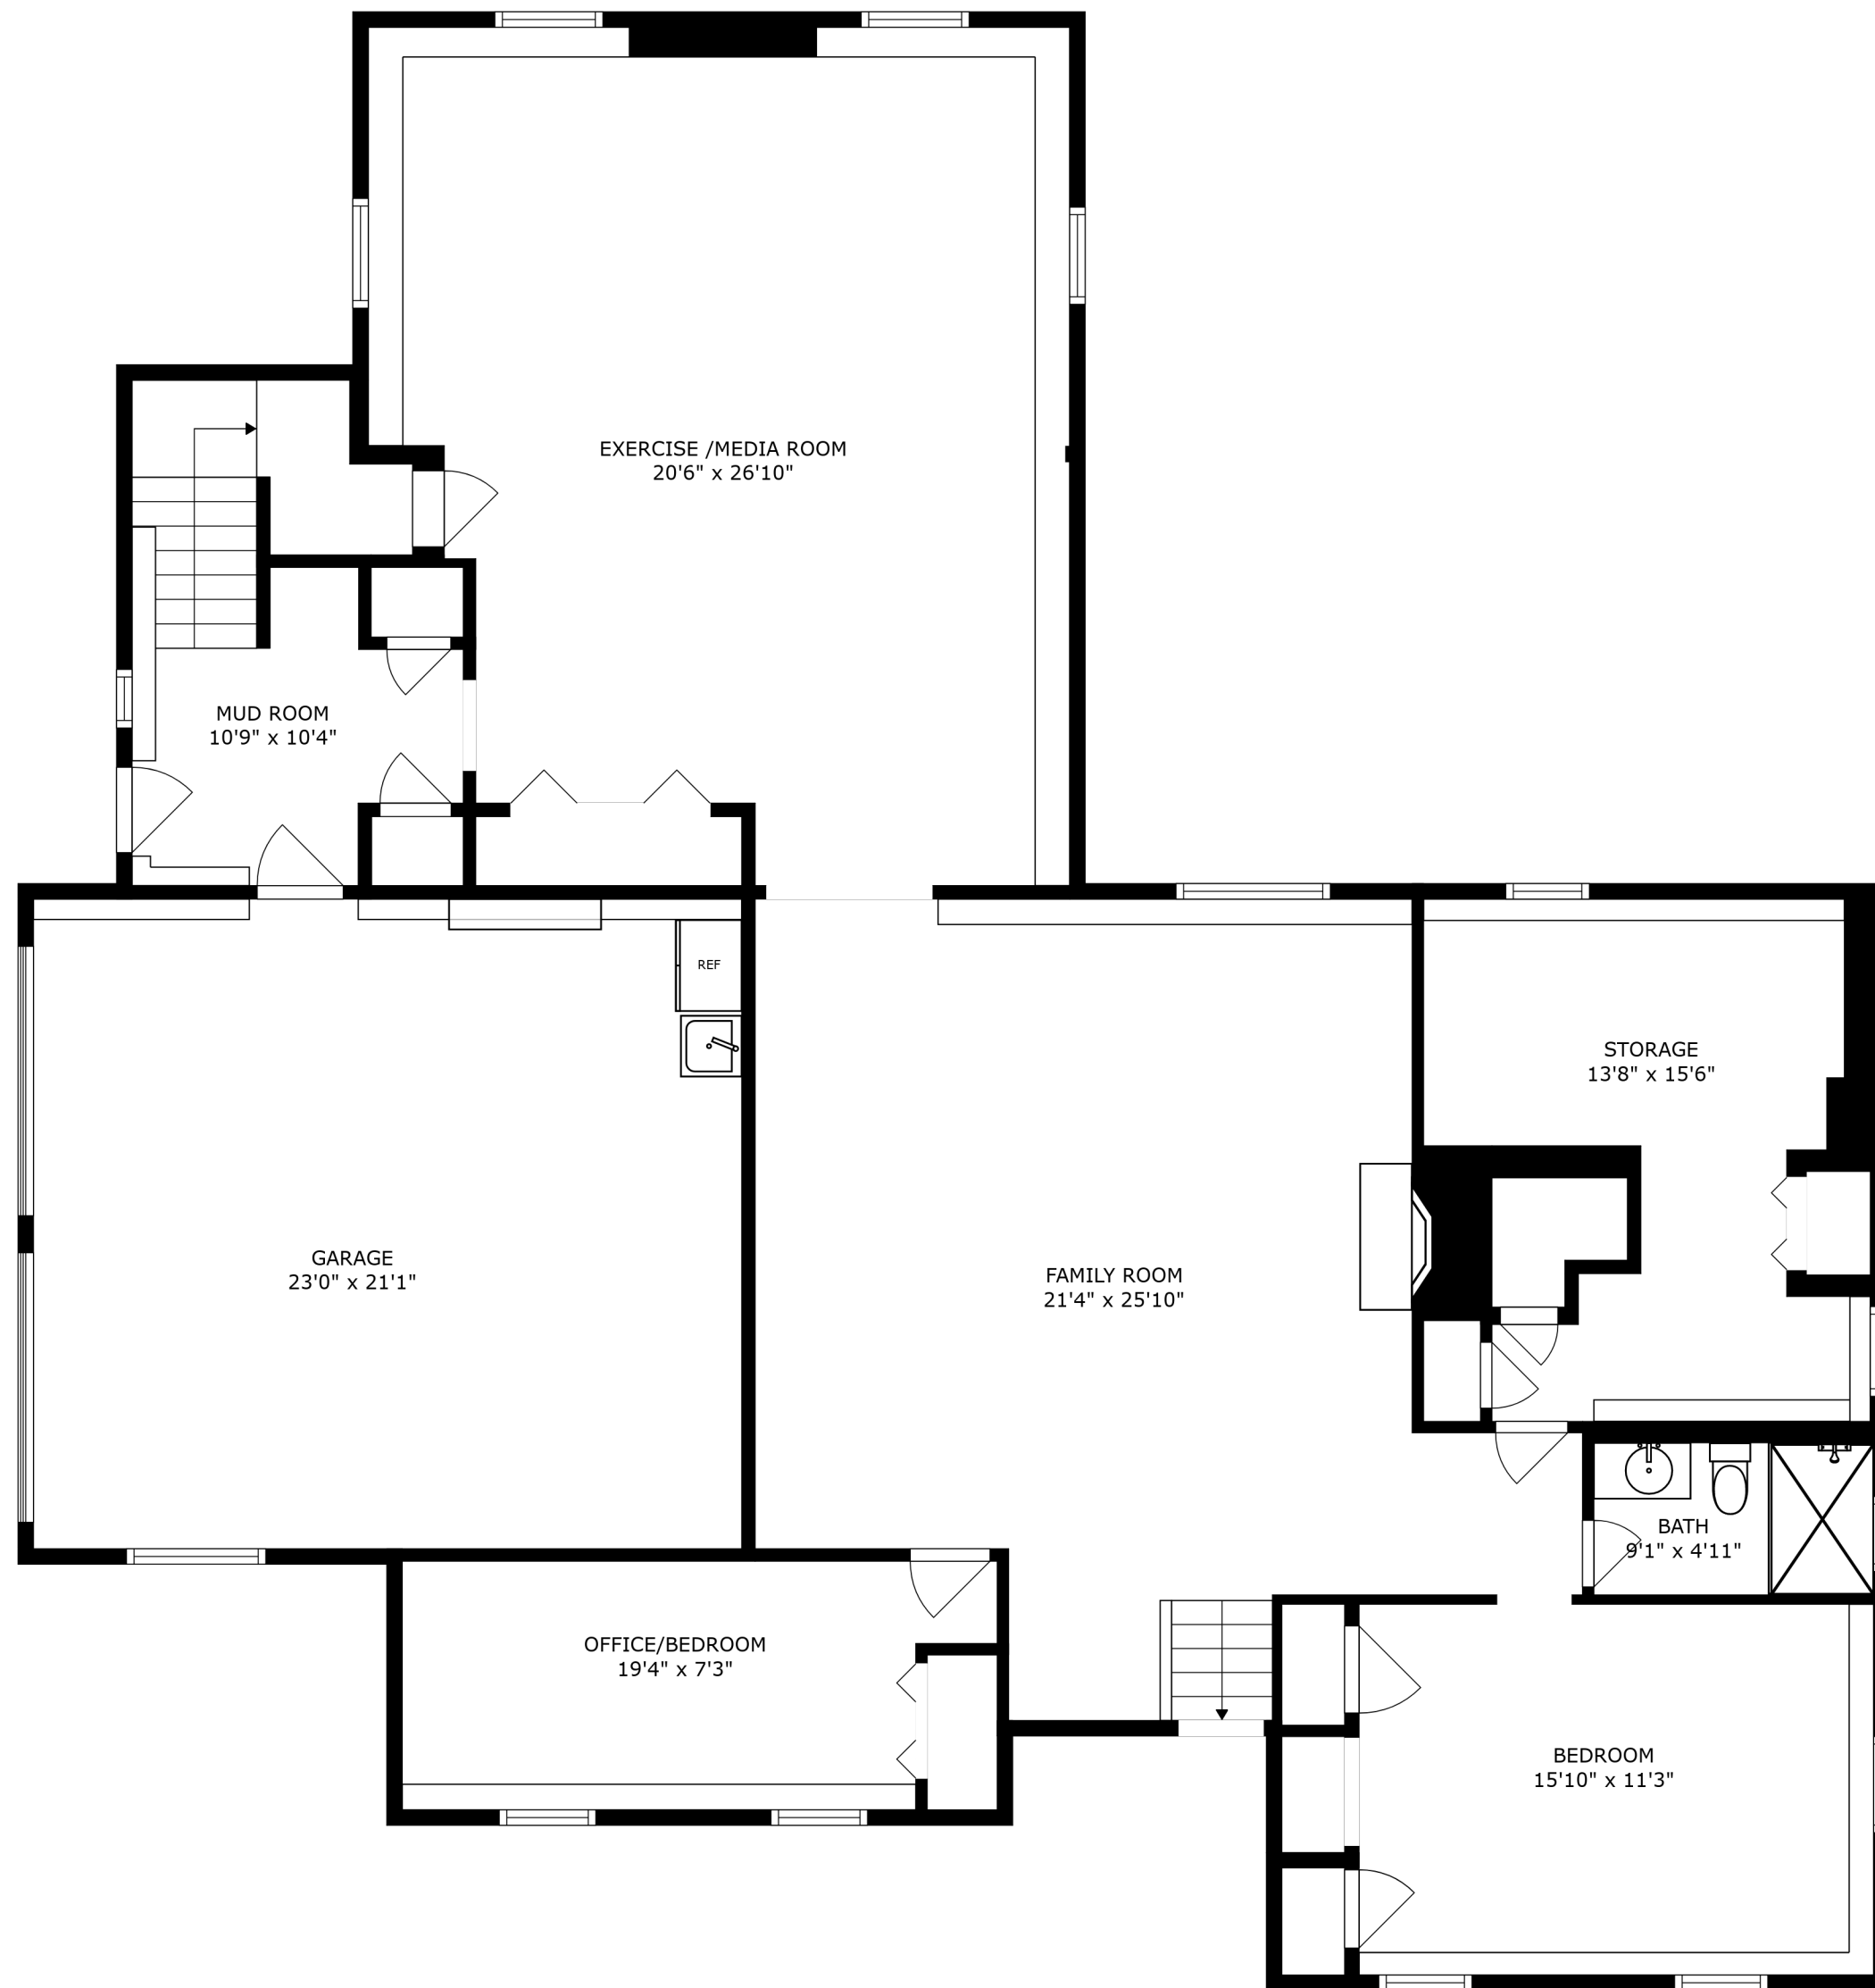 EXERCISE /MEDIA ROOM
20'6" x 26'10"
MUD ROOM
10'9" x 10'4"
REF
STORAGE
13'8" x 15'6"
GARAGE
23'0" x 21'1"
FAMILY ROOM
21'4" x 25'10"
BATH
9'1" x 4'11"
OFFICE/BEDROOM
19'4" x 7'3"
BEDROOM
15'10" x 11'3"